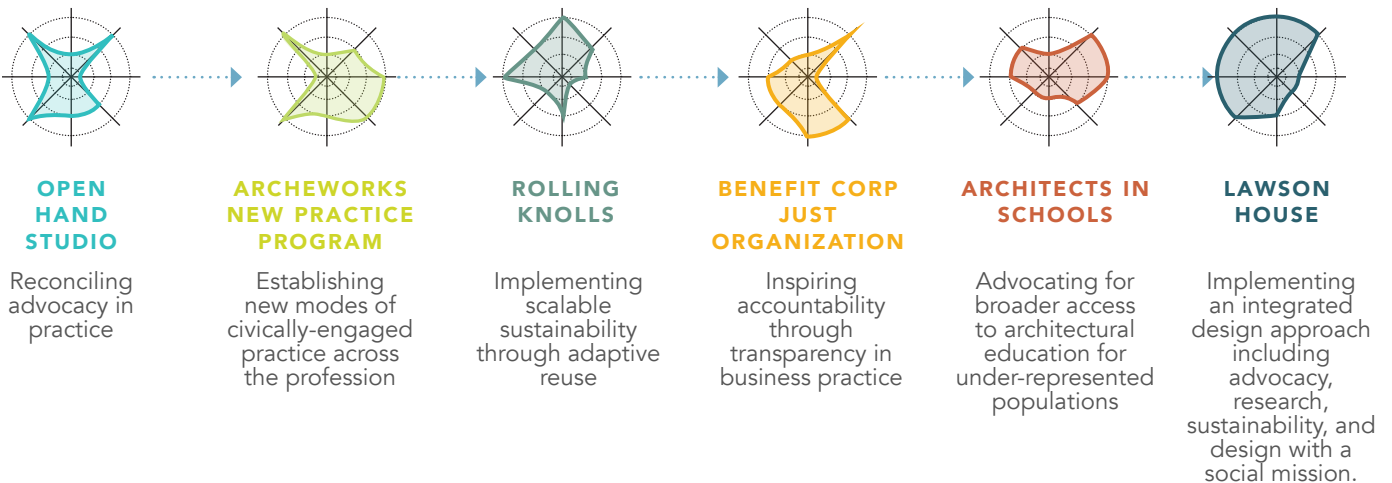 OPEN
HAND
STUDIO
Reconciling
advocacy in
practice
ARCHEWORKS
NEW PRACTICE
PROGRAM
Establishing
new modes of
civically-engaged
practice across
the profession
ROLLING
KNOLLS
Implementing
scalable
sustainability
through adaptive
reuse
BENEFIT CORP
JUST
ORGANIZATION
Inspiring
accountability
through
transparency in
business practice
ARCHITECTS IN
SCHOOLS
Advocating for
broader access
to architectural
education for
under-represented
populations
LAWSON
HOUSE
Implementing
an integrated
design approach
including
advocacy,
research,
sustainability, and
design with a
social mission.